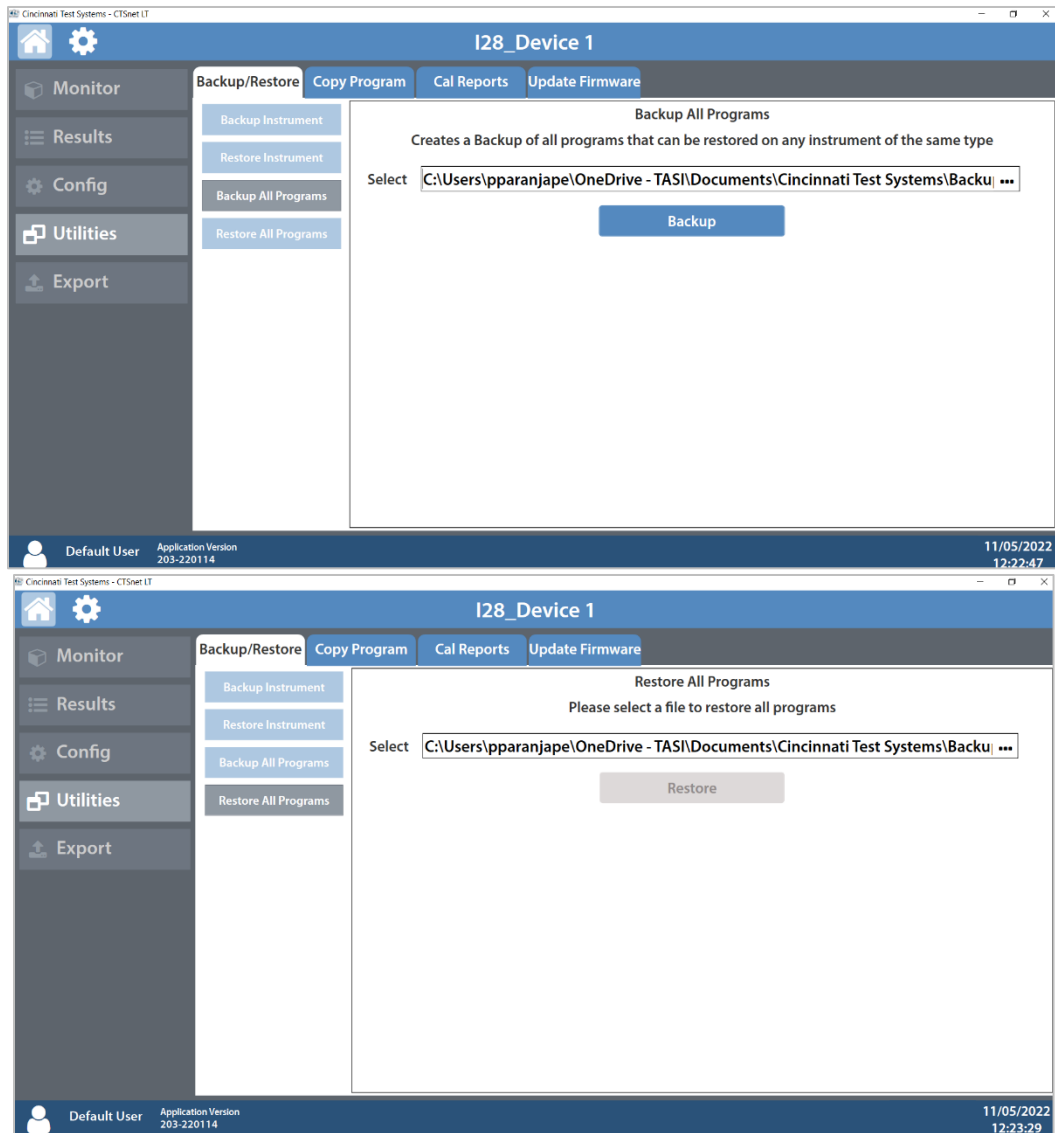 Cincinnati Test Systems - CTSnet LT
I28_Device 1
Monitor
Results
Config
Utilities
Export
Backup/Restore Copy Program Cal Reports Update Firmware
Backup Instrument
Restore Instrument
Backup All Programs
Restore All Programs
Backup All Programs
Creates a Backup of all programs that can be restored on any instrument of the same type
Select C:\Users\pparanjape\OneDrive - TASI\Documents\Cincinnati Test Systems\Backu ...
Backup
Default User
Application Version
203-220114
11/05/2022
12:22:47
Cincinnati Test Systems - CTSnet LT
I28_Device 1
Monitor
Results
Config
Utilities
Export
Backup/Restore Copy Program Cal Reports Update Firmware
Backup Instrument
Restore Instrument
Backup All Programs
Restore All Programs
Restore All Programs
Please select a file to restore all programs
Select C:\Users\pparanjape\OneDrive - TASI\Documents\Cincinnati Test Systems\Backu ...
Restore
Default User
Application Version
203-220114
11/05/2022
12:23:29